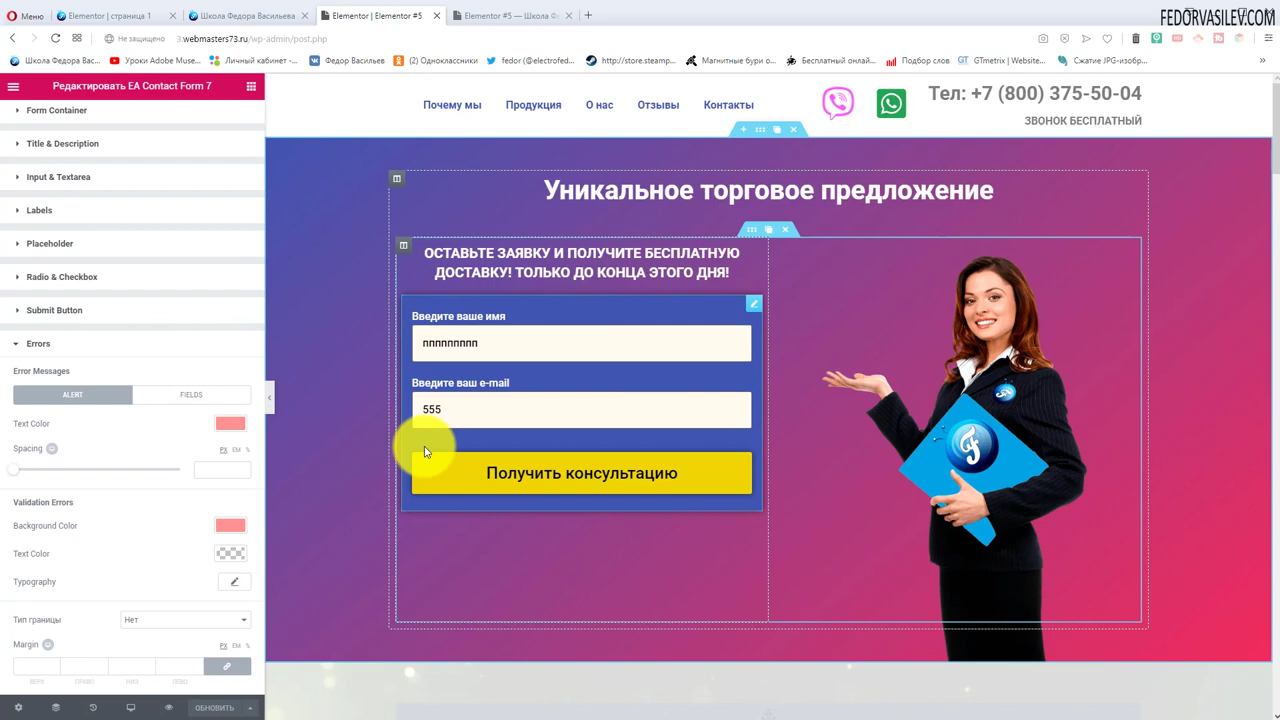 FEDORVASILEV.COM
Меню
Elementor | страница 1
Школа Федора Васильева
Elementor | Elementor #5
Elementor #5 — Школа Фе
Не защищено
3.webmasters73.ru/wp-admin/post.php
Школа Федора Вас...
Уроки Adobe Muse...
Личный кабинет -...
Федор Васильев
(2) Одноклассники
fedor (@electrofed...
http://store.steamp...
Магнитные бури о...
Бесплатный онлай...
Подбор слов
GTmetrix | Website...
Сжатие JPG-изобр...
Редактировать EA Contact Form 7
Form Container
Title & Description
Input & Textarea
Labels
Placeholder
Radio & Checkbox
Submit Button
Errors
Error Messages
ALERT
FIELDS
Text Color
Spacing
PX EM %
Validation Errors
Background Color
Text Color
Typography
Тип границы
Нет
Margin
PX EM %
ВЕРХ ПРАВО НИЗ ЛЕВО
ОБНОВИТЬ
Почему мы
Продукция
О нас
Отзывы
Контакты
Тел: +7 (800) 375-50-04
ЗВОНОК БЕСПЛАТНЫЙ
Уникальное торговое предложение
ОСТАВЬТЕ ЗАЯВКУ И ПОЛУЧИТЕ БЕСПЛАТНУЮ
ДОСТАВКУ! ТОЛЬКО ДО КОНЦА ЭТОГО ДНЯ!
Введите ваше имя
ппппппппп
Введите ваш e-mail
555
Получить консультацию